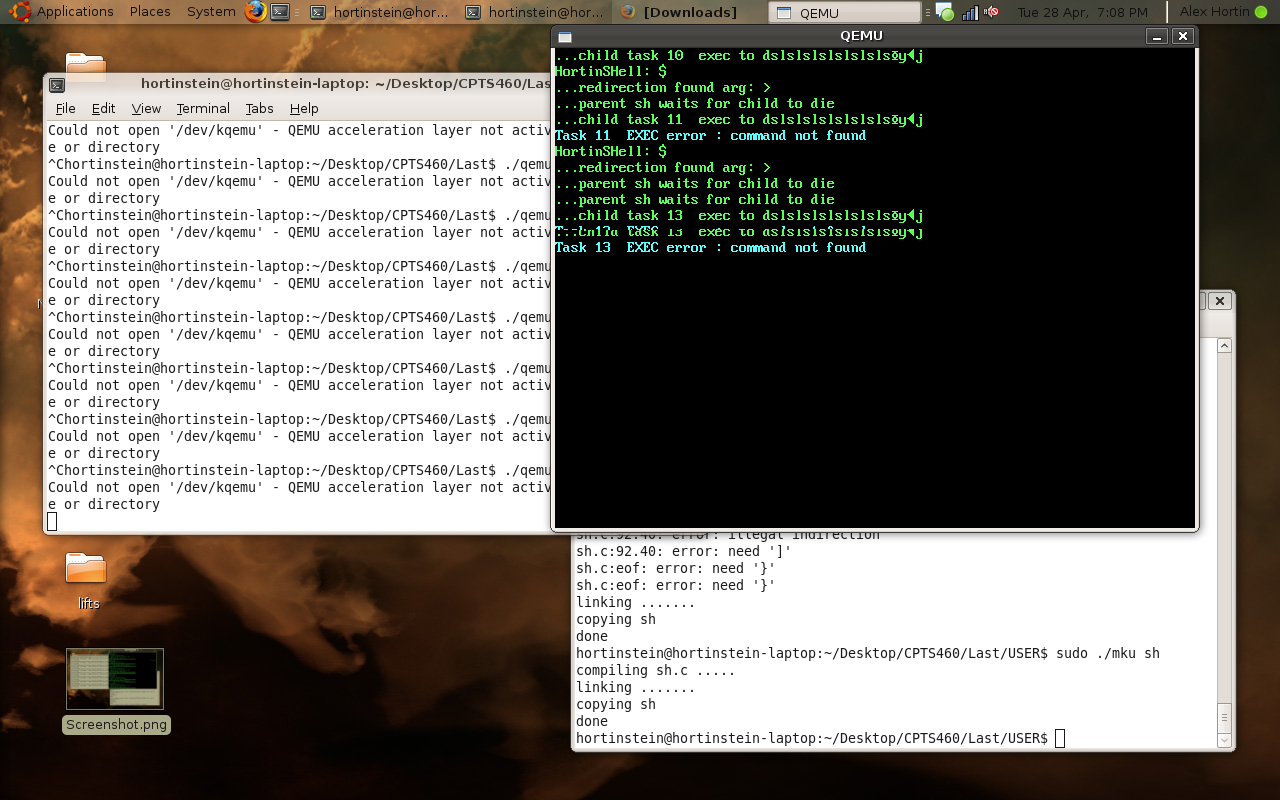 Applications Places System hortinstein@hor... hortinstein@hor... [Downloads] QEMU Tue 28 Apr, 7:08 PM Alex Hortin
hortinstein@hortinstein-laptop: ~/Desktop/CPTS460/Las
File Edit View Terminal Tabs Help
Could not open '/dev/kqemu' - QEMU acceleration layer not activ
e or directory
^Chortinstein@hortinstein-laptop:~/Desktop/CPTS460/Last$ ./qemu
Could not open '/dev/kqemu' - QEMU acceleration layer not activ
e or directory
^Chortinstein@hortinstein-laptop:~/Desktop/CPTS460/Last$ ./qemu
Could not open '/dev/kqemu' - QEMU acceleration layer not activ
e or directory
^Chortinstein@hortinstein-laptop:~/Desktop/CPTS460/Last$ ./qemu
Could not open '/dev/kqemu' - QEMU acceleration layer not activ
e or directory
^Chortinstein@hortinstein-laptop:~/Desktop/CPTS460/Last$ ./qemu
Could not open '/dev/kqemu' - QEMU acceleration layer not activ
e or directory
^Chortinstein@hortinstein-laptop:~/Desktop/CPTS460/Last$ ./qemu
Could not open '/dev/kqemu' - QEMU acceleration layer not activ
e or directory
^Chortinstein@hortinstein-laptop:~/Desktop/CPTS460/Last$ ./qemu
Could not open '/dev/kqemu' - QEMU acceleration layer not activ
e or directory
^Chortinstein@hortinstein-laptop:~/Desktop/CPTS460/Last$ ./qemu
Could not open '/dev/kqemu' - QEMU acceleration layer not activ
e or directory
QEMU
...child task 10  exec to dslslslslslslslsöy◄j
HortinSHell: $
...redirection found arg: >
...parent sh waits for child to die
...child task 11  exec to dslslslslslslslsöy◄j
Task 11  EXEC error : command not found
HortinSHell: $
...redirection found arg: >
...parent sh waits for child to die
...parent sh waits for child to die
...child task 13  exec to dslslslslslslslsöy◄j
Task 13  EXEC error : command not found
sh.c:92.40: error: illegal indirection
sh.c:92.40: error: need ']'
sh.c:eof: error: need '}'
sh.c:eof: error: need '}'
linking .......
copying sh
done
hortinstein@hortinstein-laptop:~/Desktop/CPTS460/Last/USER$ sudo ./mku sh
compiling sh.c .....
linking .......
copying sh
done
hortinstein@hortinstein-laptop:~/Desktop/CPTS460/Last/USER$
lifts
Screenshot.png